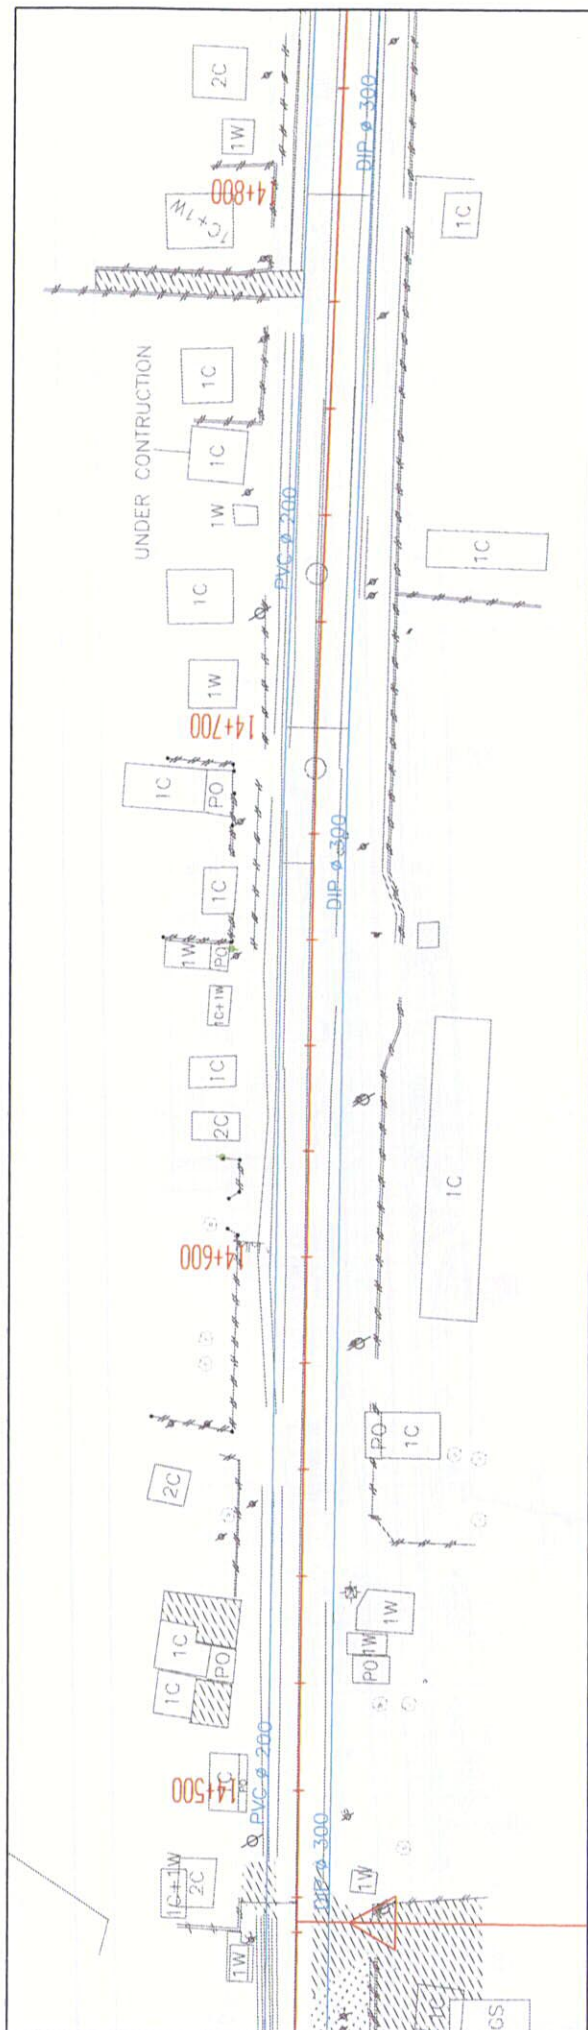 2C
1W
DIP ø 300
14+800
1C
+1W
1C
1C
UNDER CONTRUCTION
1C
1W
PVC ø 200
1C
1C
1W
14+700
1C
PO
DIP ø 300
1C
1W
PO
1C+1W
1C
2C
1C
14+600
PO
1C
2C
1W
1C
1W
PO
PO
1C
14+500
PO
PVC ø 200
DIP ø 300
1C+1W
2C
1W
1W
1C
GS